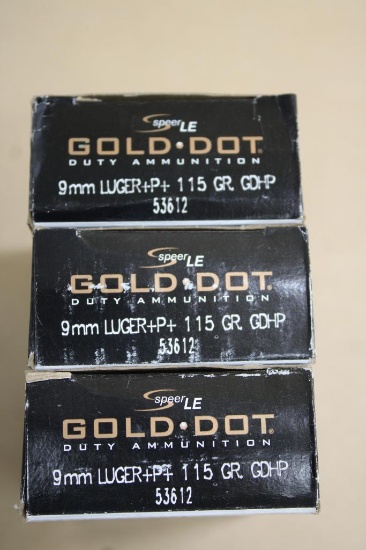 speer LE
GOLD•DOT®
DUTY AMMUNITION
9mm LUGER+P+ 115 GR. GDHP
53612
speer LE
GOLD•DOT®
DUTY AMMUNITION
9mm LUGER+P+ 115 GR. GDHP
53612
speer LE
GOLD•DOT®
DUTY AMMUNITION
9mm LUGER+P+ 115 GR. GDHP
53612